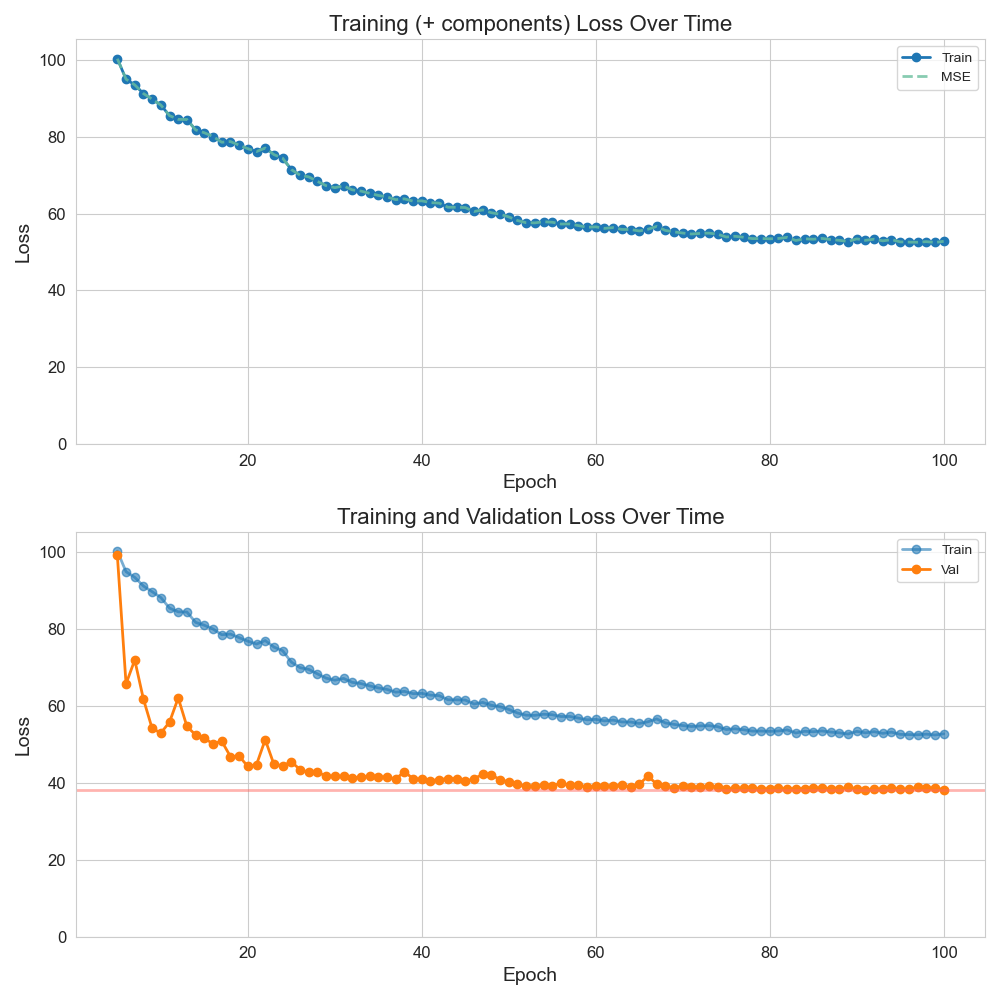 Training (+ components) Loss Over Time
Train
MSE
Loss
100
80
60
40
20
0
20 40 60 80 100
Epoch
Training and Validation Loss Over Time
Train
Val
Loss
100
80
60
40
20
0
20 40 60 80 100
Epoch